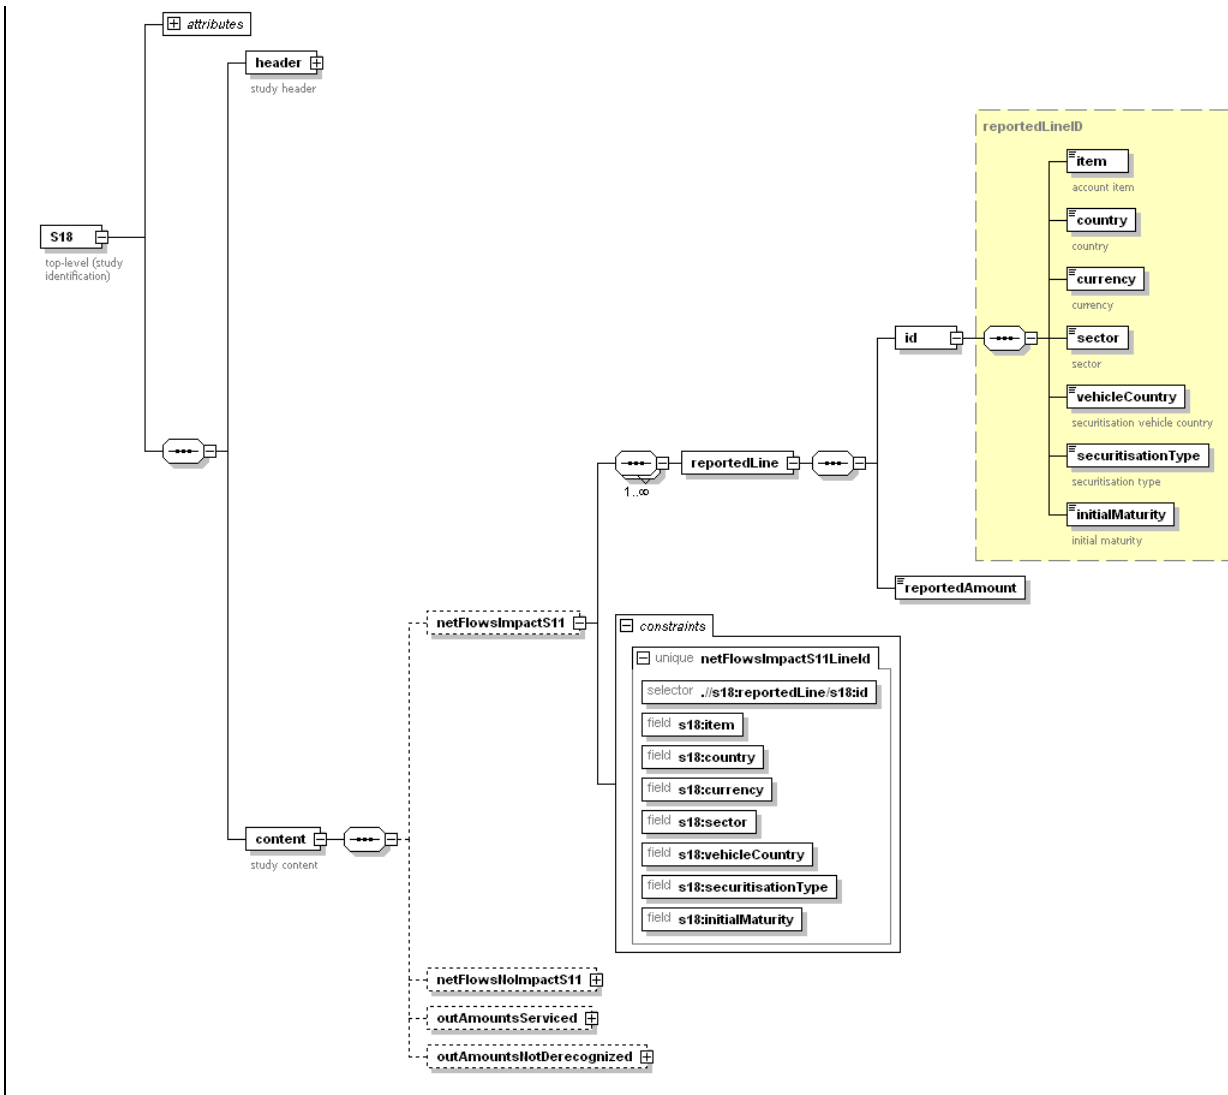 attributes
header
study header
reportedLineID
item
account item
country
country
currency
currency
S18
top-level (study
identification)
id
sector
sector
vehicleCountry
securitisation vehicle country
securitisationType
securitisation type
initialMaturity
initial maturity
reportedLine
1..∞
reportedAmount
netFlowsImpactS11
constraints
unique netFlowsImpactS11LineId
selector .//s18:reportedLine/s18:id
field s18:item
field s18:country
field s18:currency
field s18:sector
field s18:vehicleCountry
field s18:securitisationType
field s18:initialMaturity
content
study content
netFlowsNoImpactS11
outAmountsServiced
outAmountsNotDerecognized